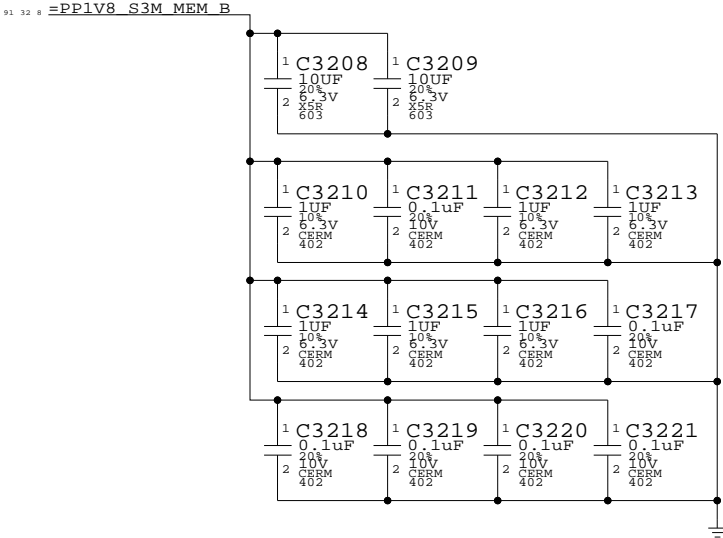 91 32 8 =PP1V8_S3M_MEM_B
1 C3208 1 C3209
10UF 10UF
20% 20%
6.3V 6.3V
2 X5R 2 X5R
603 603
1 C3210 1 C3211 1 C3212 1 C3213
1UF 0.1uF 1UF 1UF
10% 20% 10% 10%
6.3V 10V 6.3V 6.3V
2 CERM 2 CERM 2 CERM 2 CERM
402 402 402 402
1 C3214 1 C3215 1 C3216 1 C3217
1UF 1UF 1UF 0.1uF
10% 10% 10% 20%
6.3V 6.3V 6.3V 10V
2 CERM 2 CERM 2 CERM 2 CERM
402 402 402 402
1 C3218 1 C3219 1 C3220 1 C3221
0.1uF 0.1uF 0.1uF 0.1uF
20% 20% 20% 20%
10V 10V 10V 10V
2 CERM 2 CERM 2 CERM 2 CERM
402 402 402 402